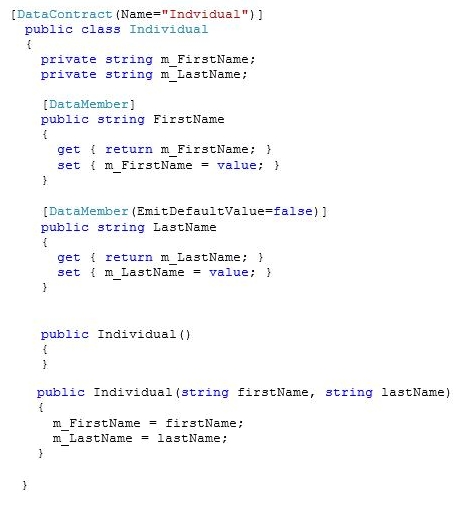 [DataContract(Name="Indvidual")]
public class Individual
{
private string m_FirstName;
private string m_LastName;
[DataMember]
public string FirstName
{
get { return m_FirstName; }
set { m_FirstName = value; }
}
[DataMember(EmitDefaultValue=false)]
public string LastName
{
get { return m_LastName; }
set { m_LastName = value; }
}
public Individual()
{
}
public Individual(string firstName, string lastName)
{
m_FirstName = firstName;
m_LastName = lastName;
}
}